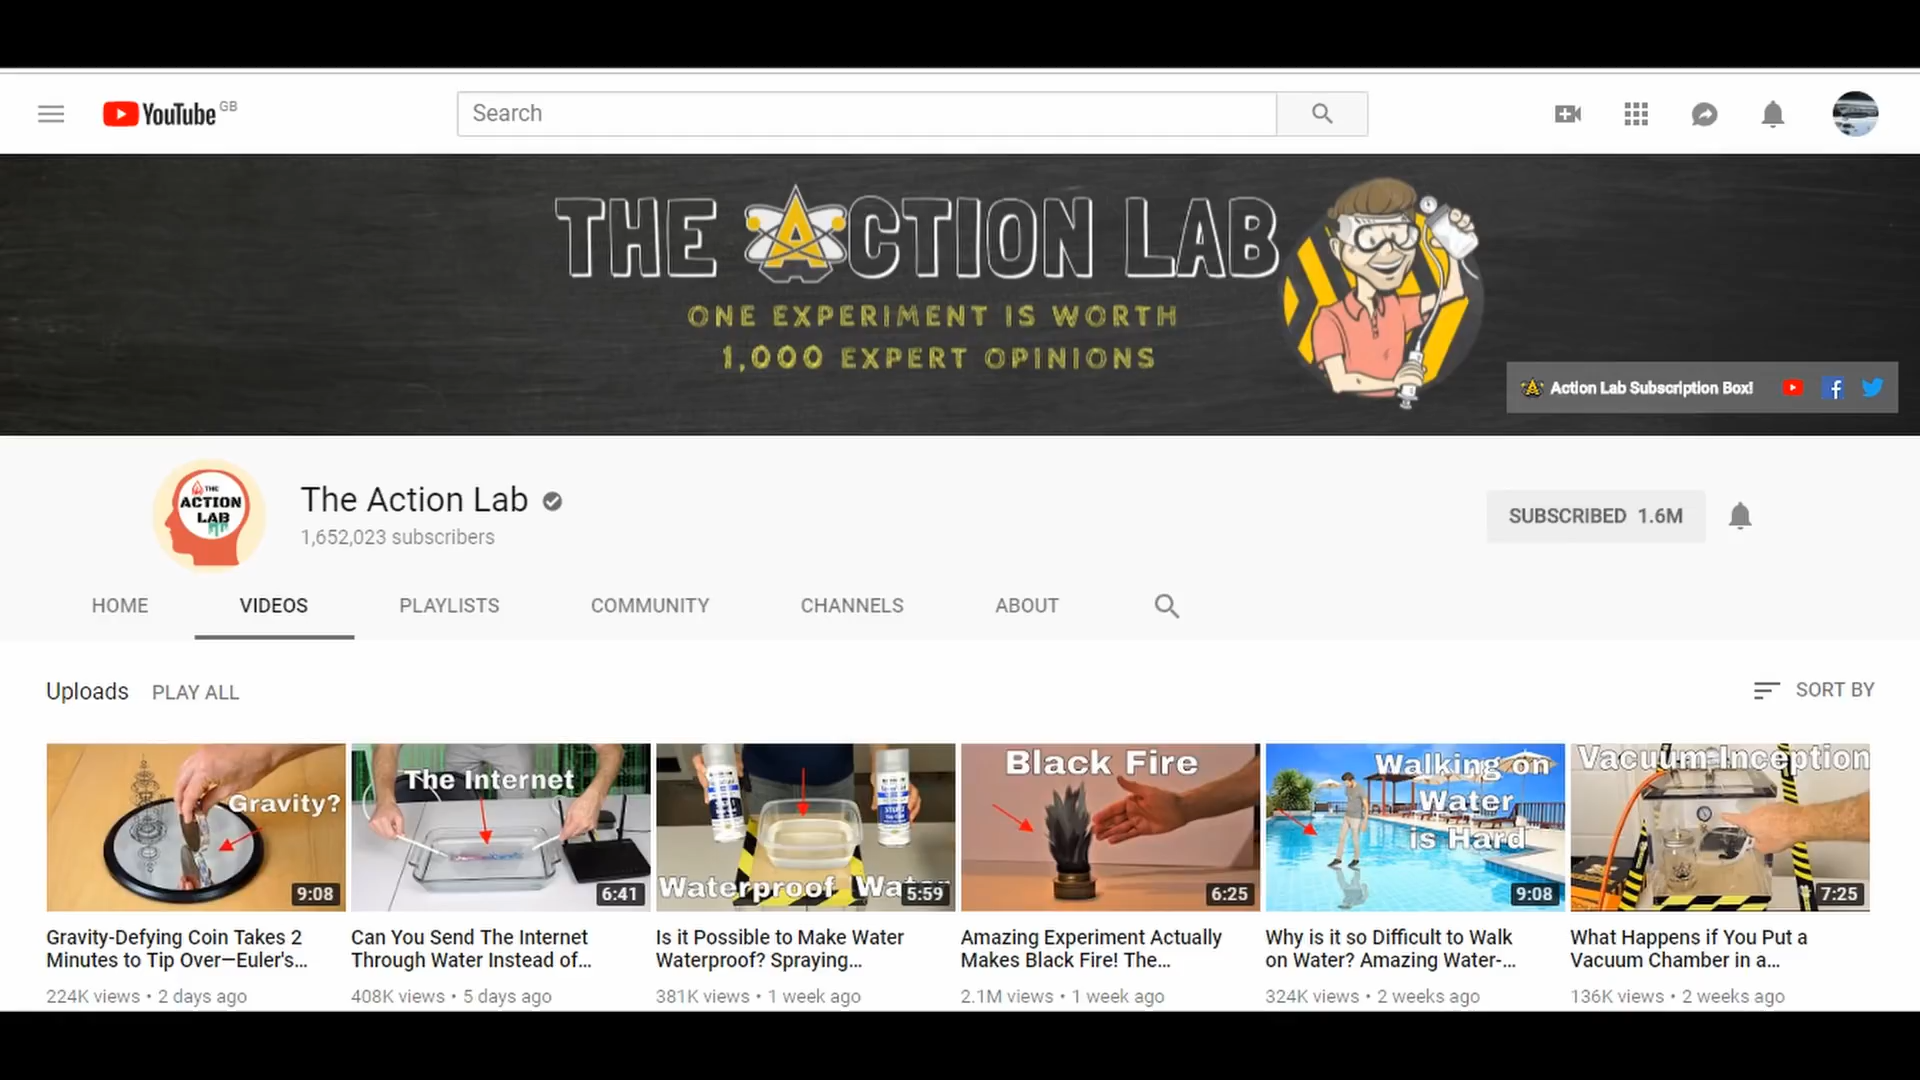 YouTube GB
Search
THE ACTION LAB
ONE EXPERIMENT IS WORTH
1,000 EXPERT OPINIONS
Action Lab Subscription Box!
THE
ACTION
LAB
The Action Lab
1,652,023 subscribers
SUBSCRIBED 1.6M
HOME
VIDEOS
PLAYLISTS
COMMUNITY
CHANNELS
ABOUT
Uploads
PLAY ALL
SORT BY
Gravity?
9:08
The Internet
6:41
Waterproof Wa
5:59
Black Fire
6:25
Walking on
Water
is Hard
9:08
Vacuum Inception
7:25
Gravity-Defying Coin Takes 2
Minutes to Tip Over—Euler's...
224K views • 2 days ago
Can You Send The Internet
Through Water Instead of...
408K views • 5 days ago
Is it Possible to Make Water
Waterproof? Spraying...
381K views • 1 week ago
Amazing Experiment Actually
Makes Black Fire! The...
2.1M views • 1 week ago
Why is it so Difficult to Walk
on Water? Amazing Water-...
324K views • 2 weeks ago
What Happens if You Put a
Vacuum Chamber in a...
136K views • 2 weeks ago